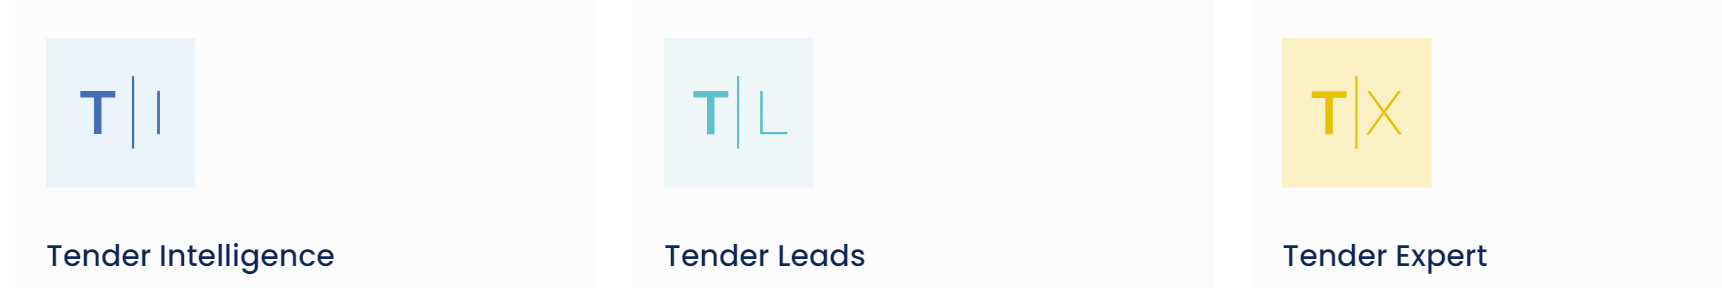 T| I
T| L
T|X
Tender Intelligence
Tender Leads
Tender Expert